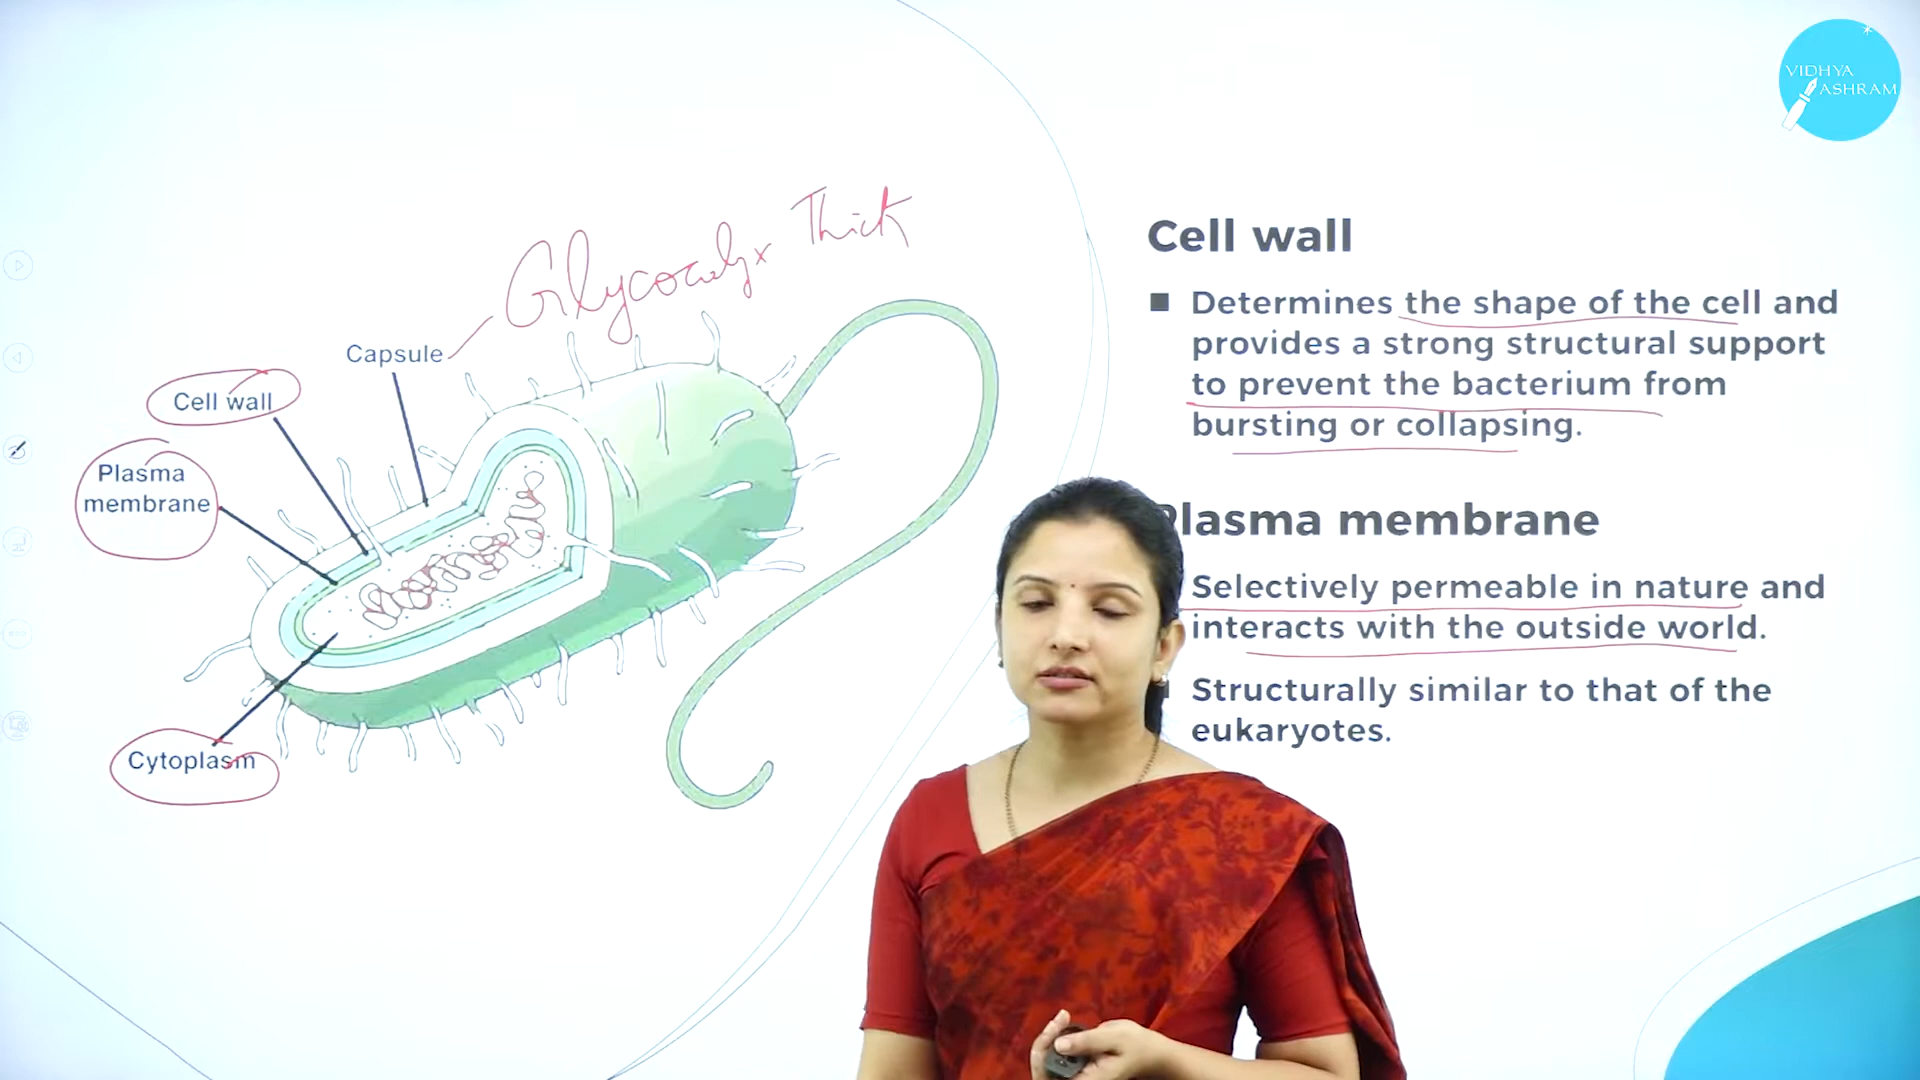 VIDHYA
ASHRAM
Glycocalyx Thick
Capsule
Cell wall
Plasma
membrane
Cytoplasm
Cell wall
Determines the shape of the cell and
provides a strong structural support
to prevent the bacterium from
bursting or collapsing.
Plasma membrane
Selectively permeable in nature and
interacts with the outside world.
Structurally similar to that of the
eukaryotes.